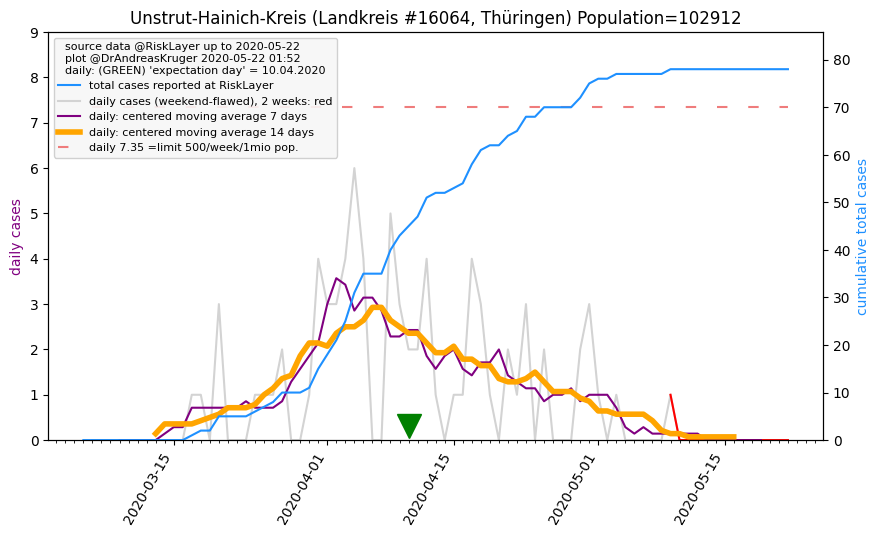 Unstrut-Hainich-Kreis (Landkreis #16064, Thüringen) Population=102912
source data @RiskLayer up to 2020-05-22
plot @DrAndreasKruger 2020-05-22 01:52
daily: (GREEN) 'expectation day' = 10.04.2020
total cases reported at RiskLayer
daily cases (weekend-flawed), 2 weeks: red
daily: centered moving average 7 days
daily: centered moving average 14 days
daily 7.35 =limit 500/week/1mio pop.
daily cases
9
8
7
6
5
4
3
2
1
0
cumulative total cases
80
70
60
50
40
30
20
10
0
2020-03-15
2020-04-01
2020-04-15
2020-05-01
2020-05-15